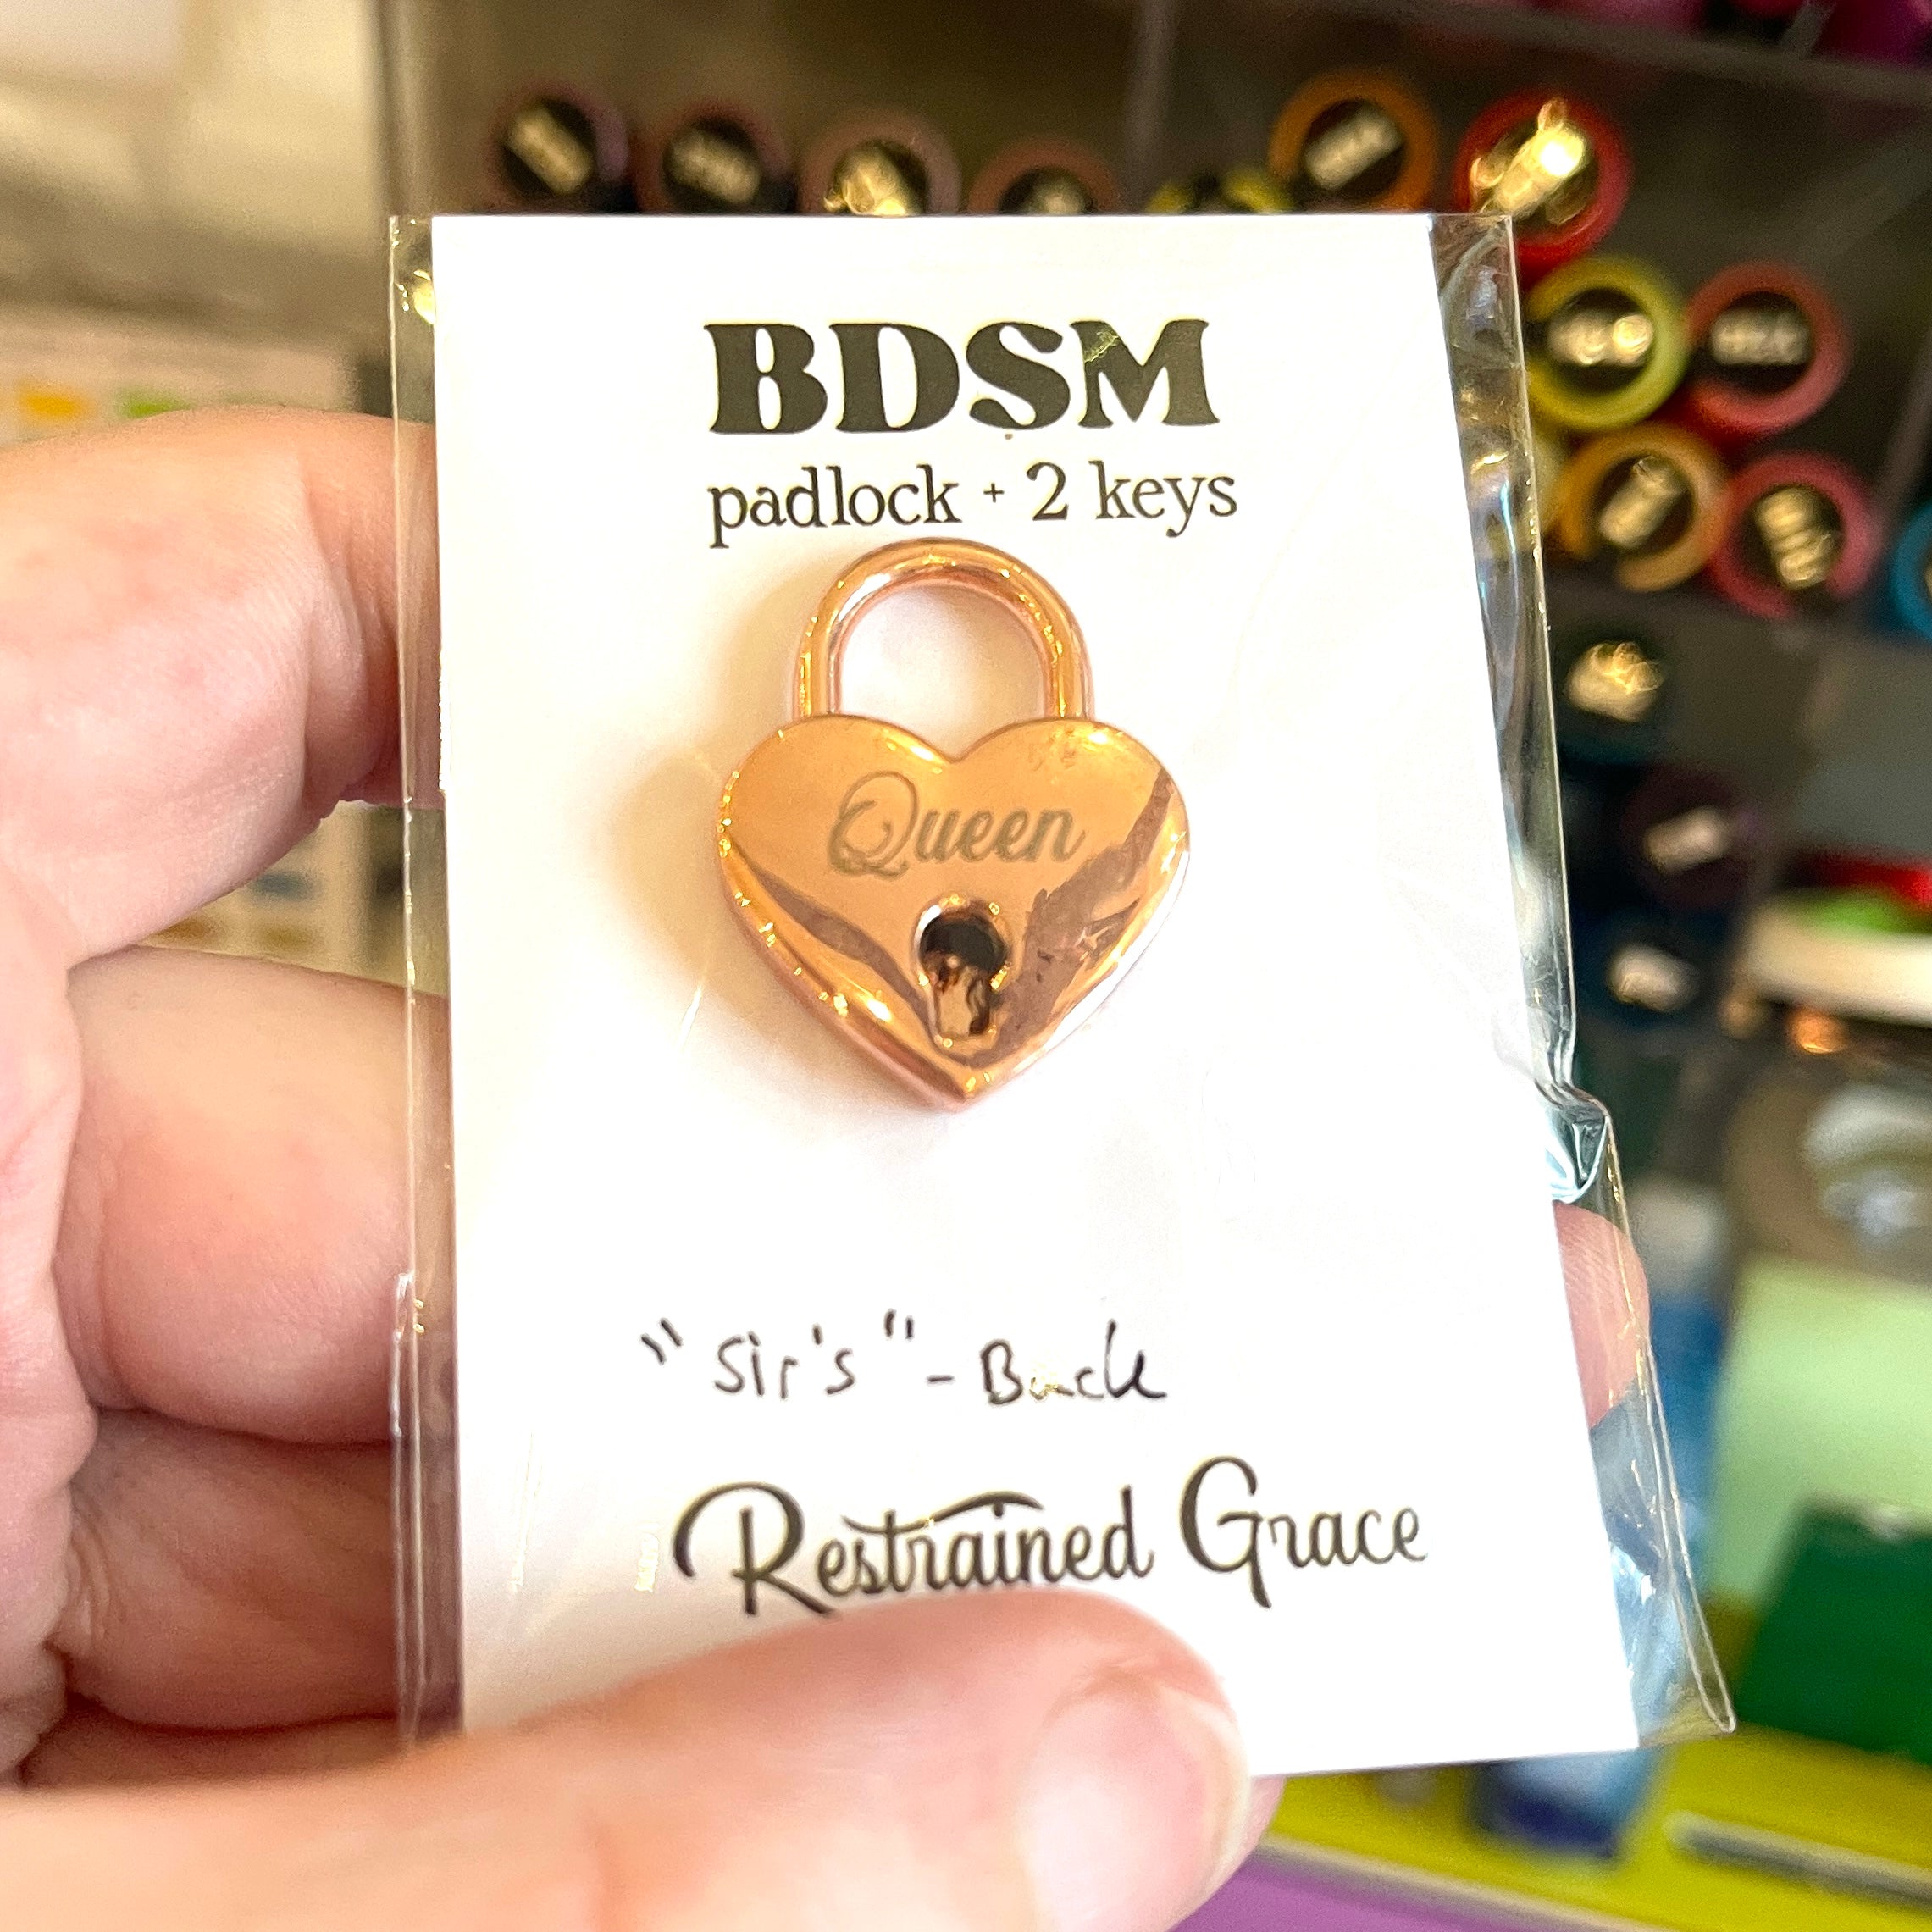 BDSM
padlock + 2 keys
Queen
"Sir's" - Back
Restrained Grace